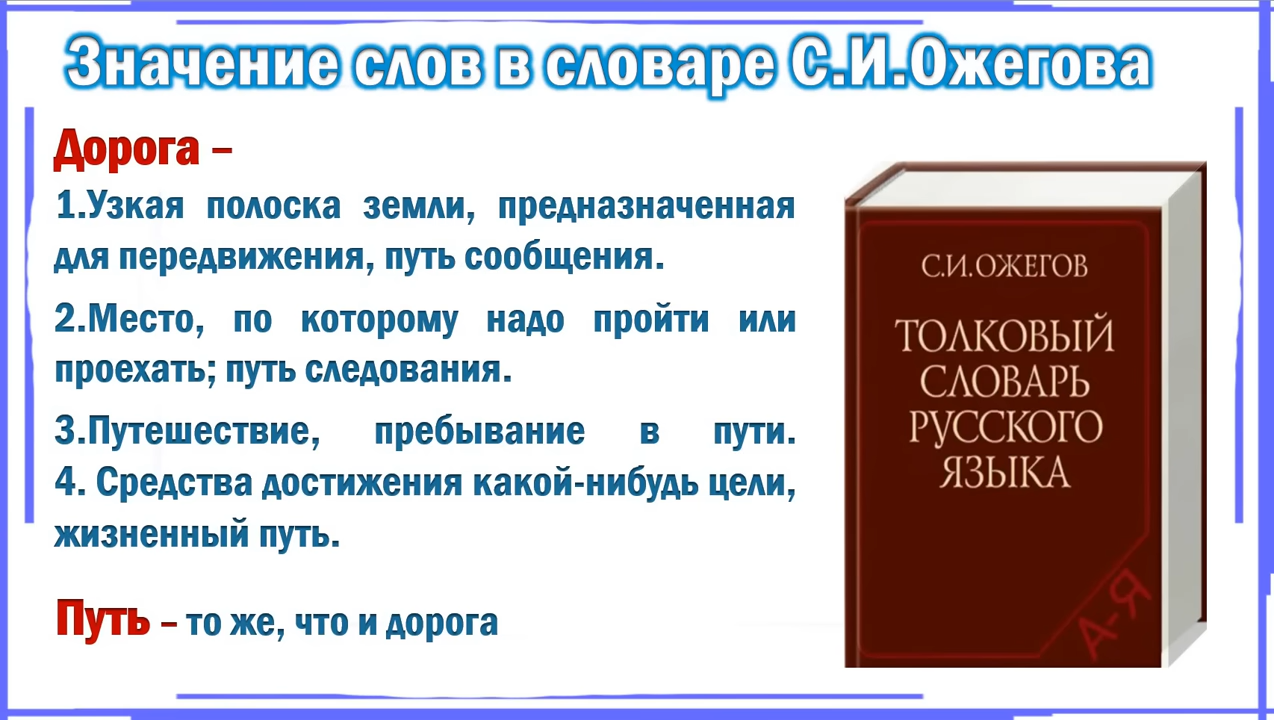 Значение слов в словаре С.И.Ожегова
Дорога –
1.Узкая полоска земли, предназначенная
для передвижения, путь сообщения.
2.Место, по которому надо пройти или
проехать; путь следования.
3.Путешествие, пребывание в пути.
4. Средства достижения какой-нибудь цели,
жизненный путь.
Путь – то же, что и дорога
С.И.ОЖЕГОВ
ТОЛКОВЫЙ
СЛОВАРЬ
РУССКОГО
ЯЗЫКА
А-Я